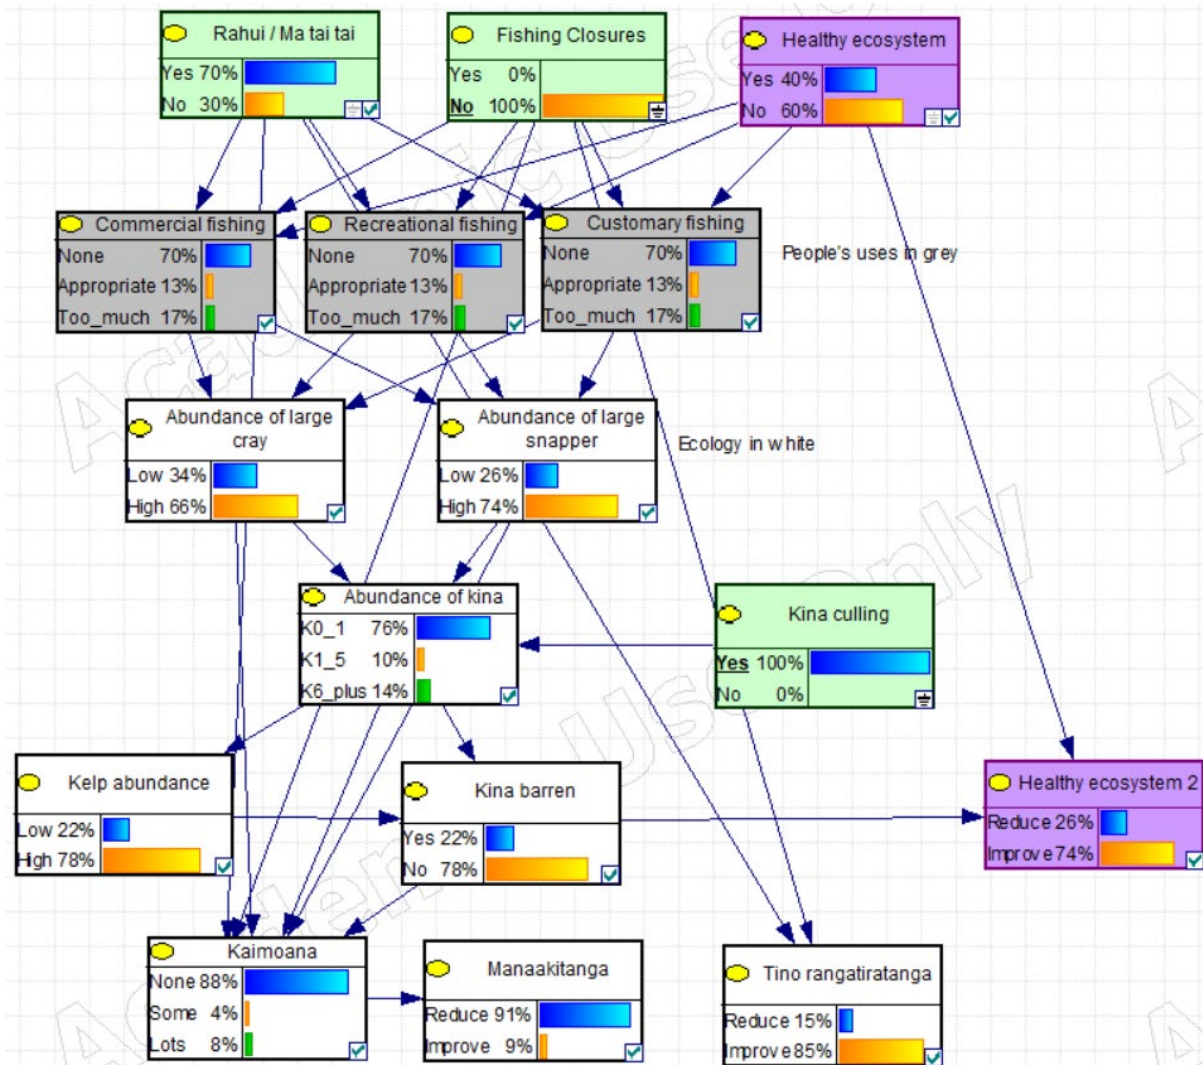 Rahui / Ma tai tai
Yes 70%
No 30%
Fishing Closures
Yes 0%
No 100%
Healthy ecosystem
Yes 40%
No 60%
Commercial fishing
None 70%
Appropriate 13%
Too_much 17%
Recreational fishing
None 70%
Appropriate 13%
Too_much 17%
Customary fishing
None 70%
Appropriate 13%
Too_much 17%
People's uses in grey
Abundance of large
cray
Low 34%
High 66%
Abundance of large
snapper
Low 26%
High 74%
Ecology in white
Abundance of kina
K0_1 76%
K1_5 10%
K6_plus 14%
Kina culling
Yes 100%
No 0%
Kelp abundance
Low 22%
High 78%
Kina barren
Yes 22%
No 78%
Healthy ecosystem 2
Reduce 26%
Improve 74%
Kaimoana
None 88%
Some 4%
Lots 8%
Manaakitanga
Reduce 91%
Improve 9%
Tino rangatiratanga
Reduce 15%
Improve 85%
Academic Use Only